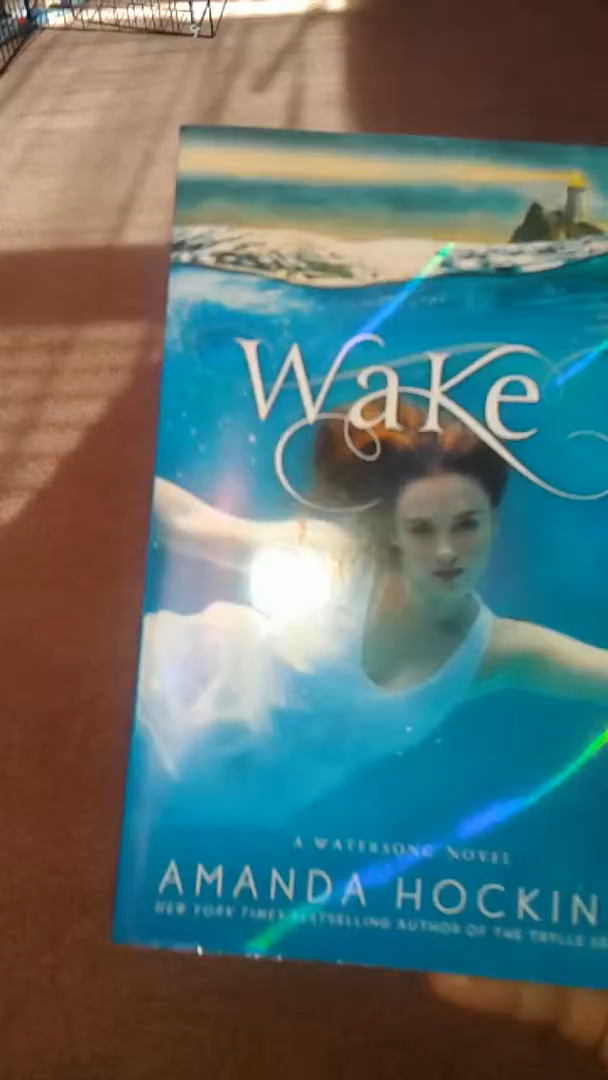 Wake
A WATERSONG NOVEL
AMANDA HOCKIN
NEW YORK TIMES BESTSELLING AUTHOR OF THE TRYLLE